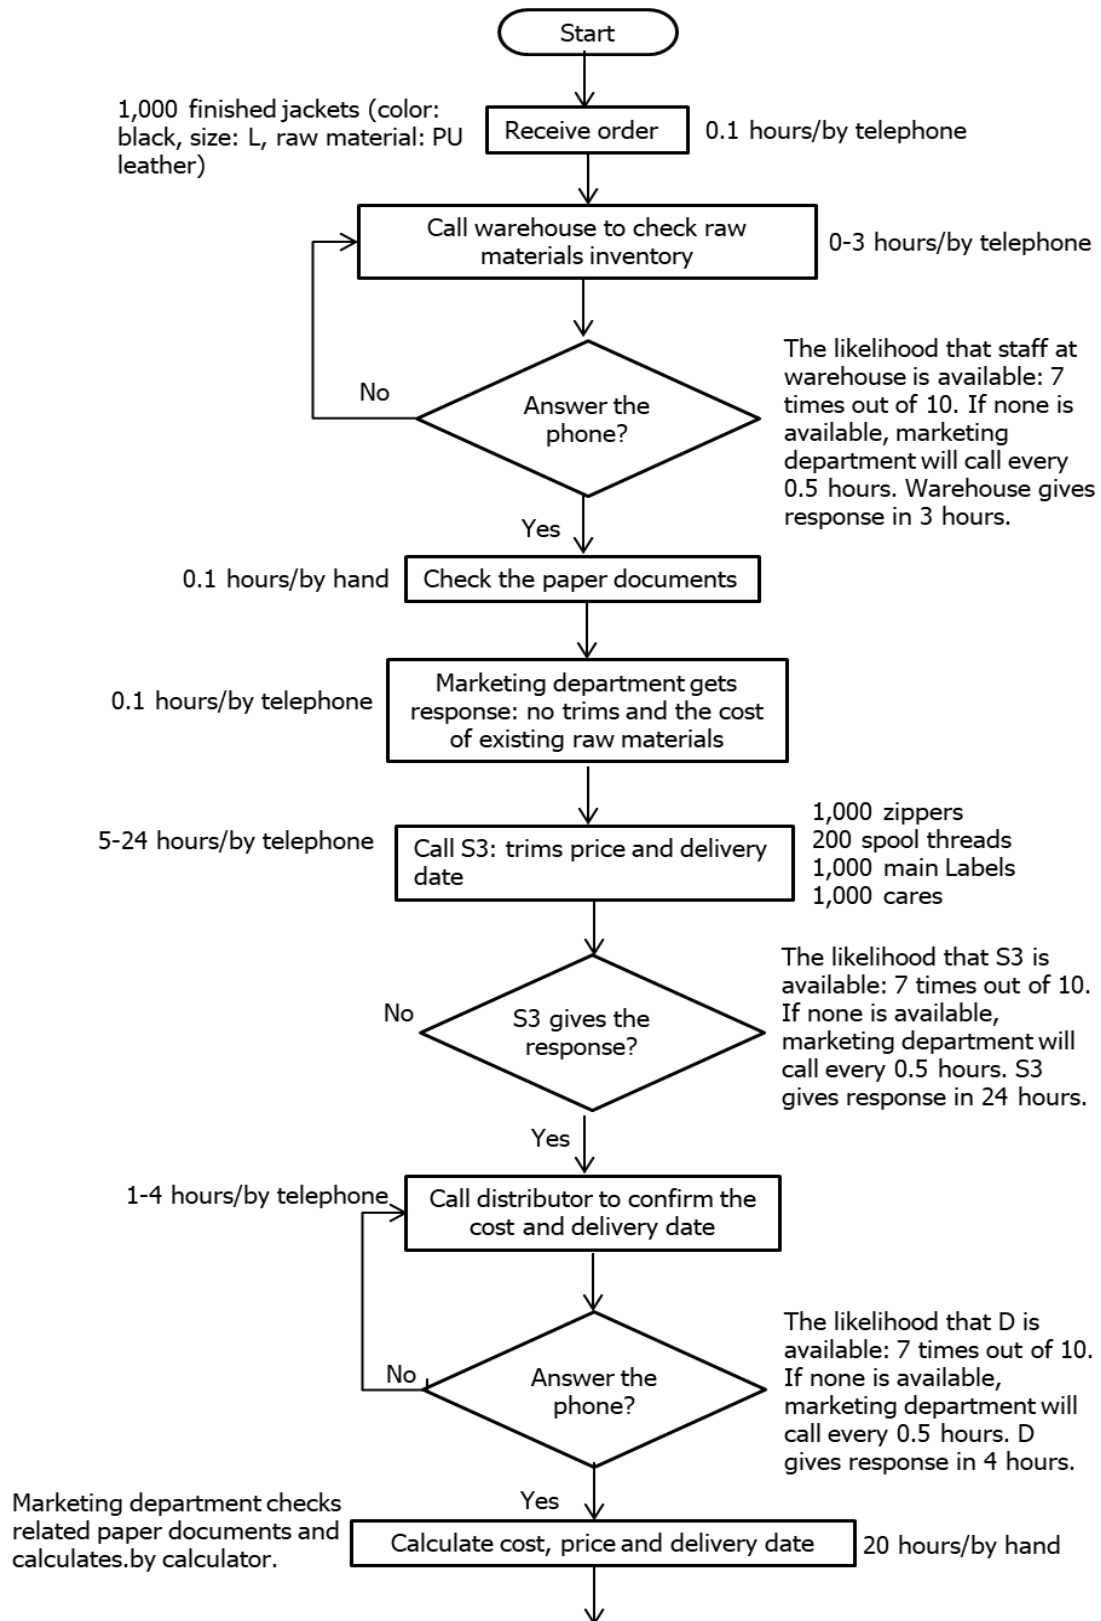 Start
1,000 finished jackets (color:
black, size: L, raw material: PU
leather)
Receive order
0.1 hours/by telephone
Call warehouse to check raw
materials inventory
0-3 hours/by telephone
The likelihood that staff at
warehouse is available: 7
times out of 10. If none is
available, marketing
department will call every
0.5 hours. Warehouse gives
response in 3 hours.
No
Answer the
phone?
Yes
0.1 hours/by hand
Check the paper documents
0.1 hours/by telephone
Marketing department gets
response: no trims and the cost
of existing raw materials
5-24 hours/by telephone
Call S3: trims price and delivery
date
1,000 zippers
200 spool threads
1,000 main Labels
1,000 cares
The likelihood that S3 is
available: 7 times out of 10.
If none is available,
marketing department will
call every 0.5 hours. S3
gives response in 24 hours.
No
S3 gives the
response?
Yes
1-4 hours/by telephone
Call distributor to confirm the
cost and delivery date
The likelihood that D is
available: 7 times out of 10.
If none is available,
marketing department will
call every 0.5 hours. D
gives response in 4 hours.
No
Answer the
phone?
Yes
Marketing department checks
related paper documents and
calculates.by calculator.
Calculate cost, price and delivery date
20 hours/by hand